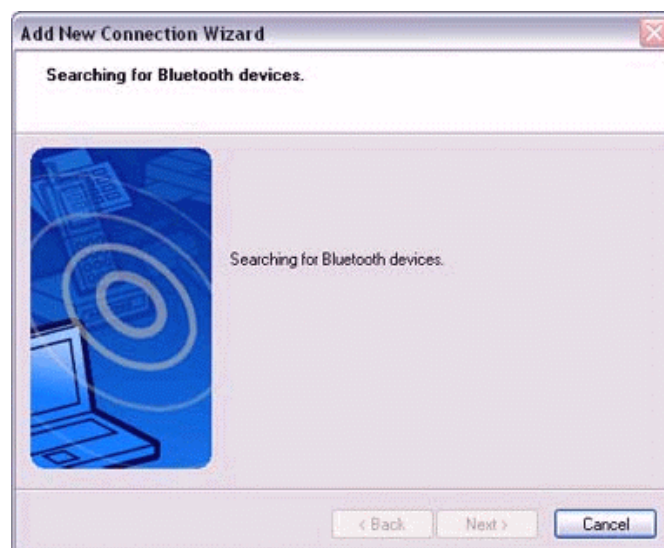 Add New Connection Wizard
Searching for Bluetooth devices.
Searching for Bluetooth devices.
< Back
Next >
Cancel